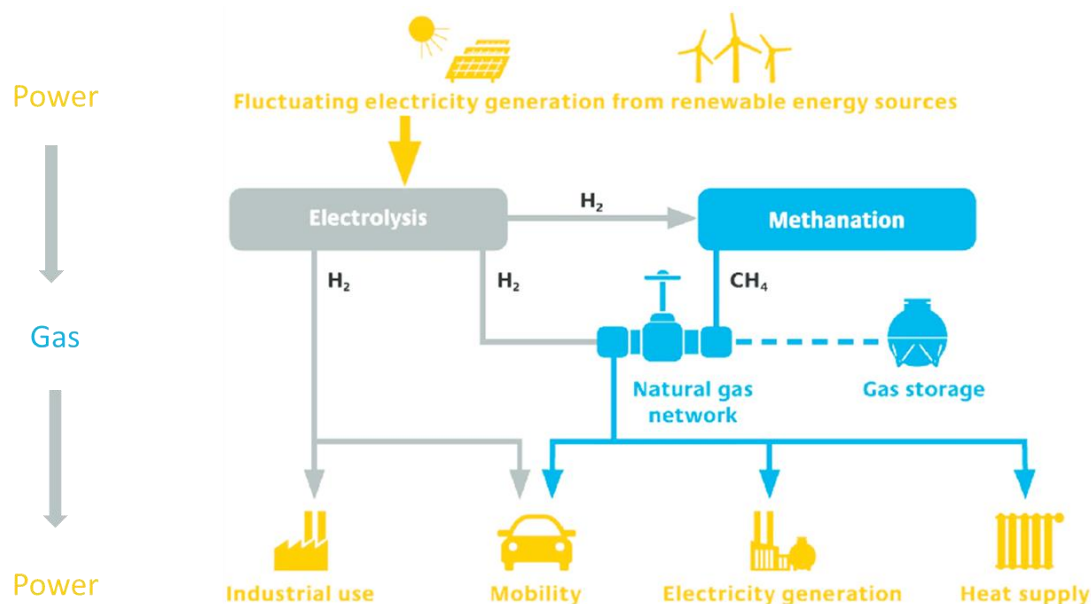 Power
Fluctuating electricity generation from renewable energy sources
Electrolysis
H₂
Methanation
H₂
H₂
CH₄
Gas
Natural gas
network
Gas storage
Power
Industrial use
Mobility
Electricity generation
Heat supply